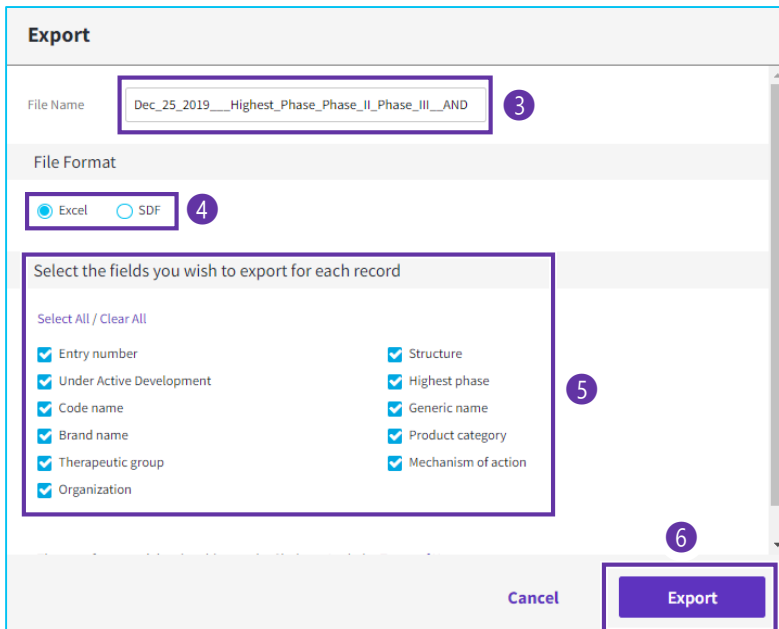 Export
File Name Dec_25_2019___Highest_Phase_Phase_II_Phase_III__AND 3
File Format
Excel SDF 4
Select the fields you wish to export for each record
Select All / Clear All
Entry number Structure
Under Active Development Highest phase
5
Code name Generic name
Brand name Product category
Therapeutic group Mechanism of action
Organization
6
Cancel Export